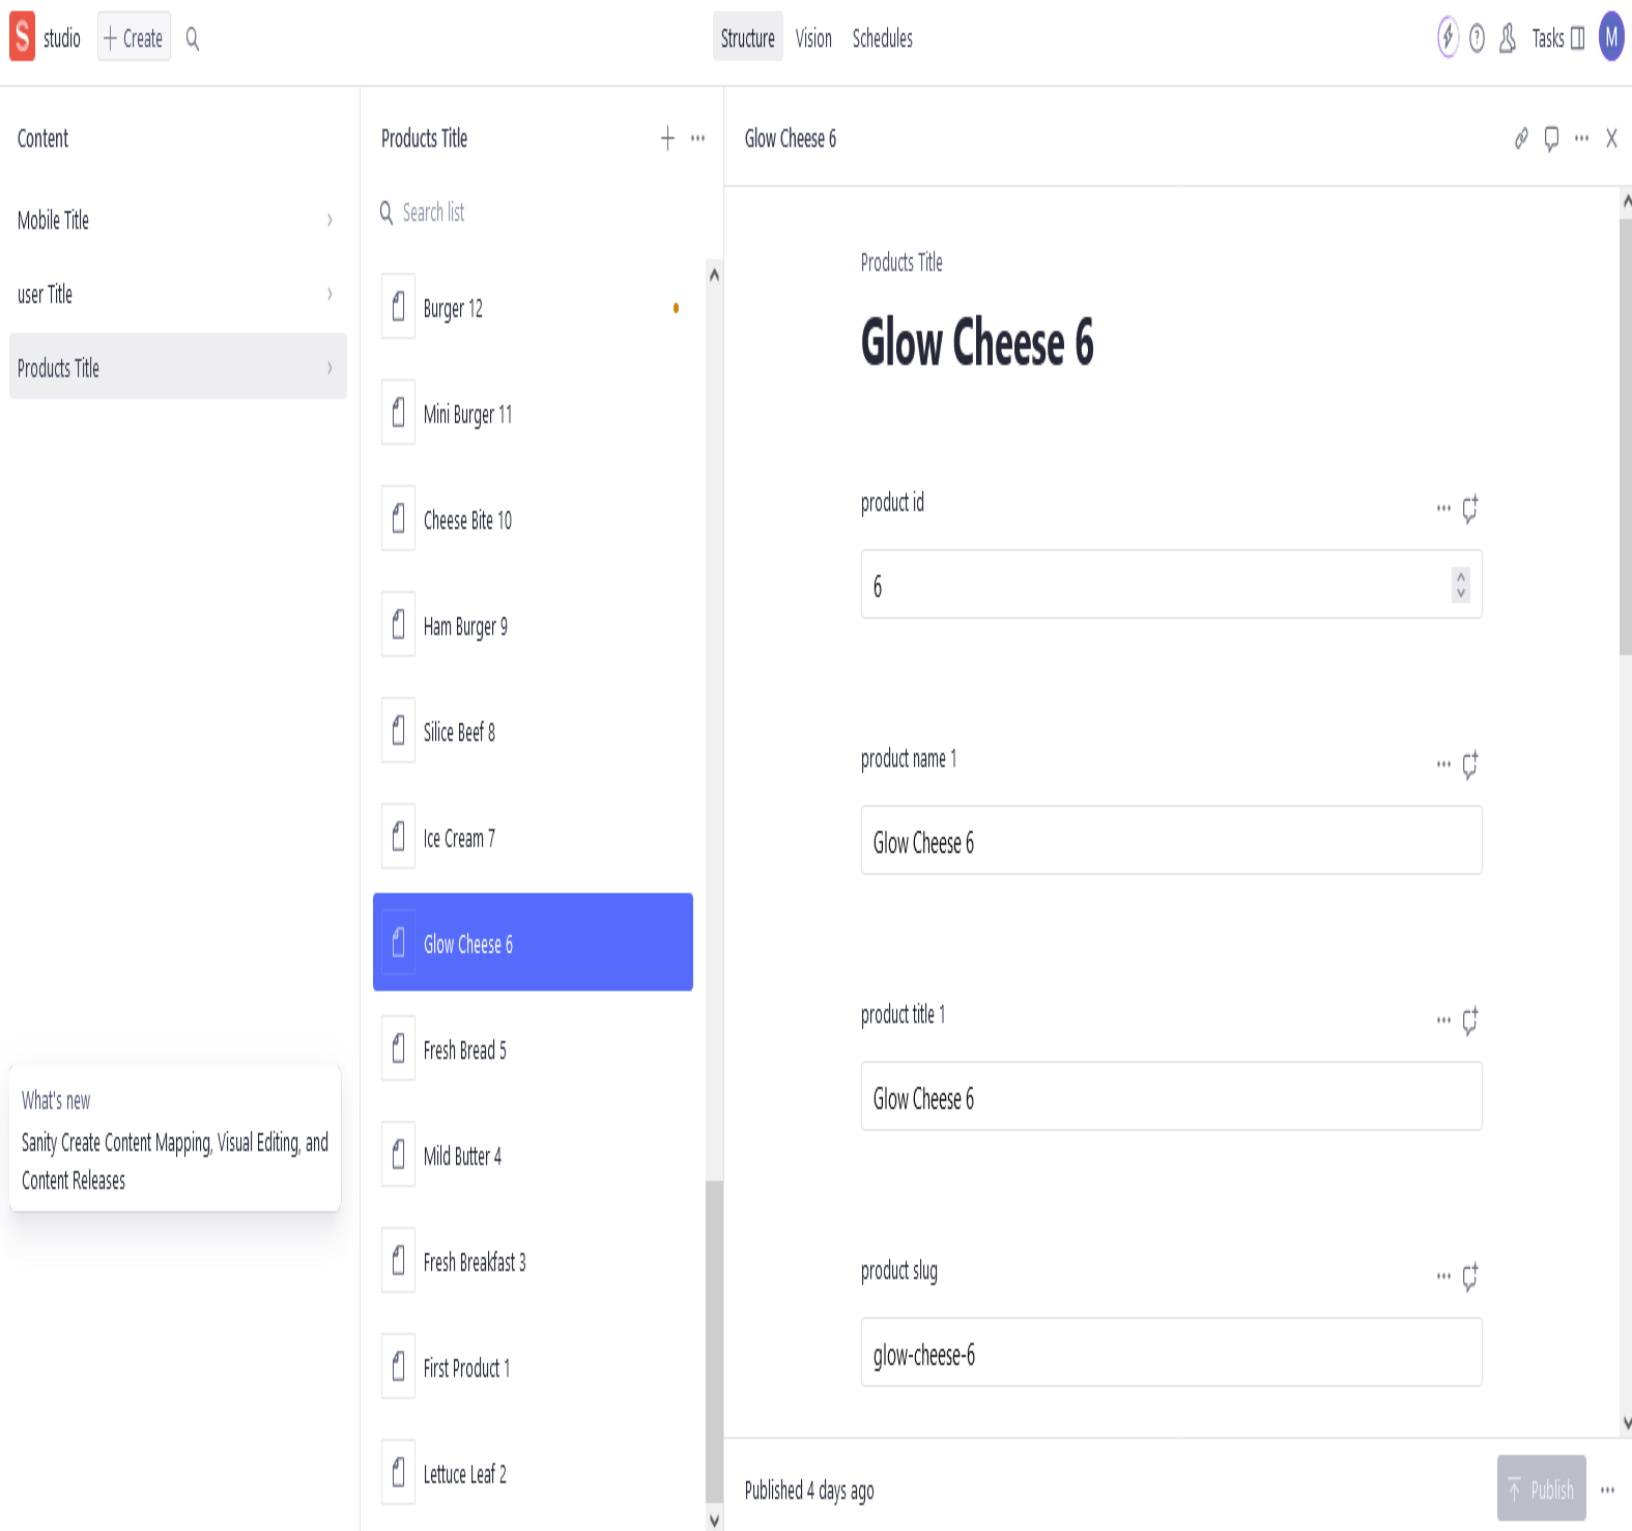 S studio + Create Structure Vision Schedules Tasks M
Content
Mobile Title
user Title
Products Title
What's new
Sanity Create Content Mapping, Visual Editing, and
Content Releases
Products Title
Search list
Burger 12
Mini Burger 11
Cheese Bite 10
Ham Burger 9
Silice Beef 8
Ice Cream 7
Glow Cheese 6
Fresh Bread 5
Mild Butter 4
Fresh Breakfast 3
First Product 1
Lettuce Leaf 2
Glow Cheese 6
Products Title
Glow Cheese 6
product id
6
product name 1
Glow Cheese 6
product title 1
Glow Cheese 6
product slug
glow-cheese-6
Published 4 days ago Publish